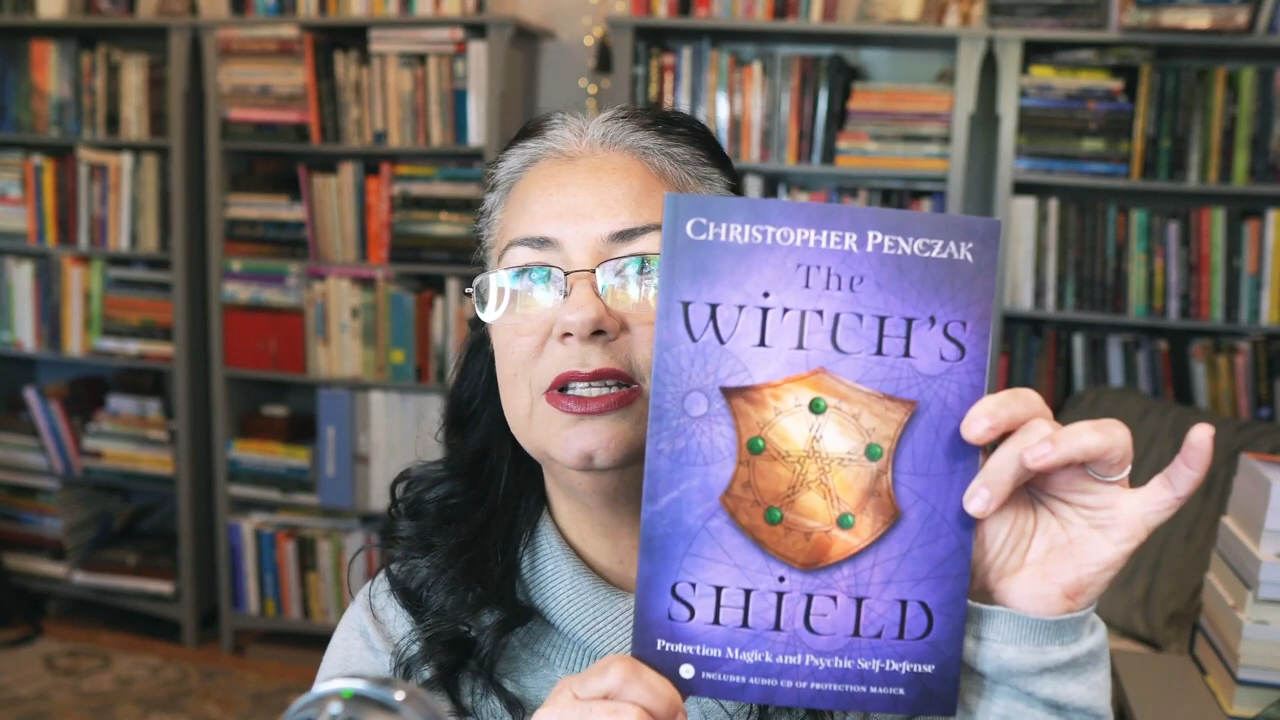 CHRISTOPHER PENCZAK
The
WITCH'S
SHIELD
Protection Magick and Psychic Self-Defense
INCLUDES AUDIO CD OF PROTECTION MAGICK